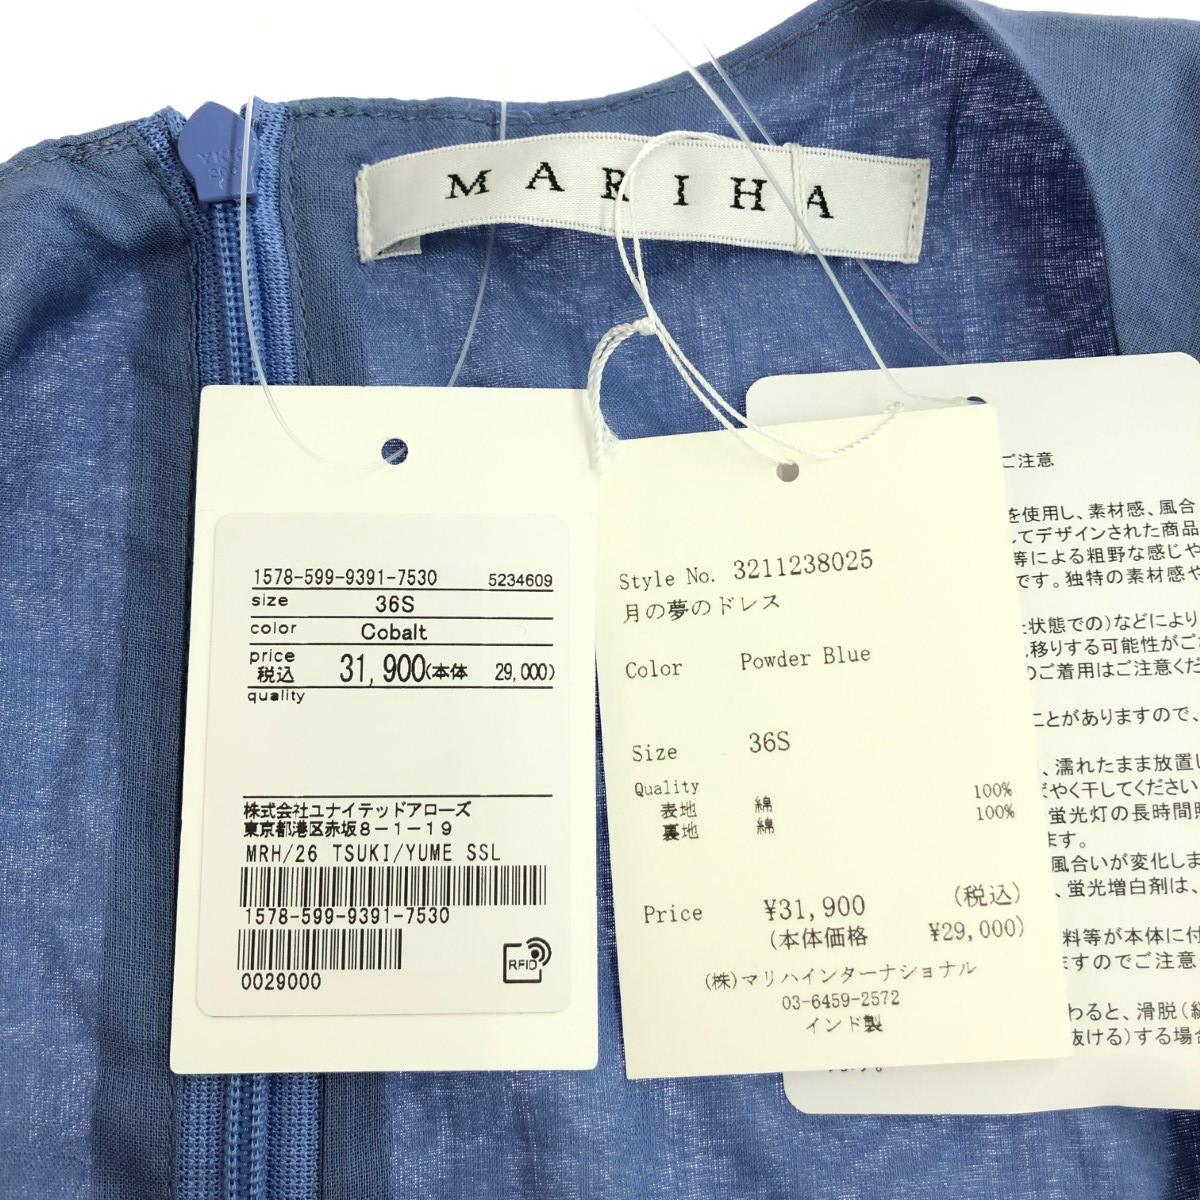 MARIHA
1578-599-9391-7530 5234609
size 36S
color Cobalt
price 税込 31,900(本体 29,000)
quality
株式会社ユナイテッドアローズ
東京都港区赤坂8-1-19
MRH/26 TSUKI/YUME SSL
1578-599-9391-7530
0029000
RFID
Style No. 3211238025
月の夢のドレス
Color Powder Blue
Size 36S
Quality
表地 綿 100%
裏地 綿 100%
Price ¥31,900 (税込)
(本体価格 ¥29,000)
(株)マリハインターナショナル
03-6459-2572
インド製
ご注意
を使用し、素材感、風合
してデザインされた商品
等による粗野な感じや
です。独特の素材感や
状態での)などにより
移りする可能性がご
のご着用はご注意くだ
ことがありますので、
、濡れたまま放置し
やく干してください
蛍光灯の長時間照
ます。
風合いが変化しま
、蛍光増白剤は、
料等が本体に付
ますのでご注意
わると、滑脱(縫
抜ける)する場合